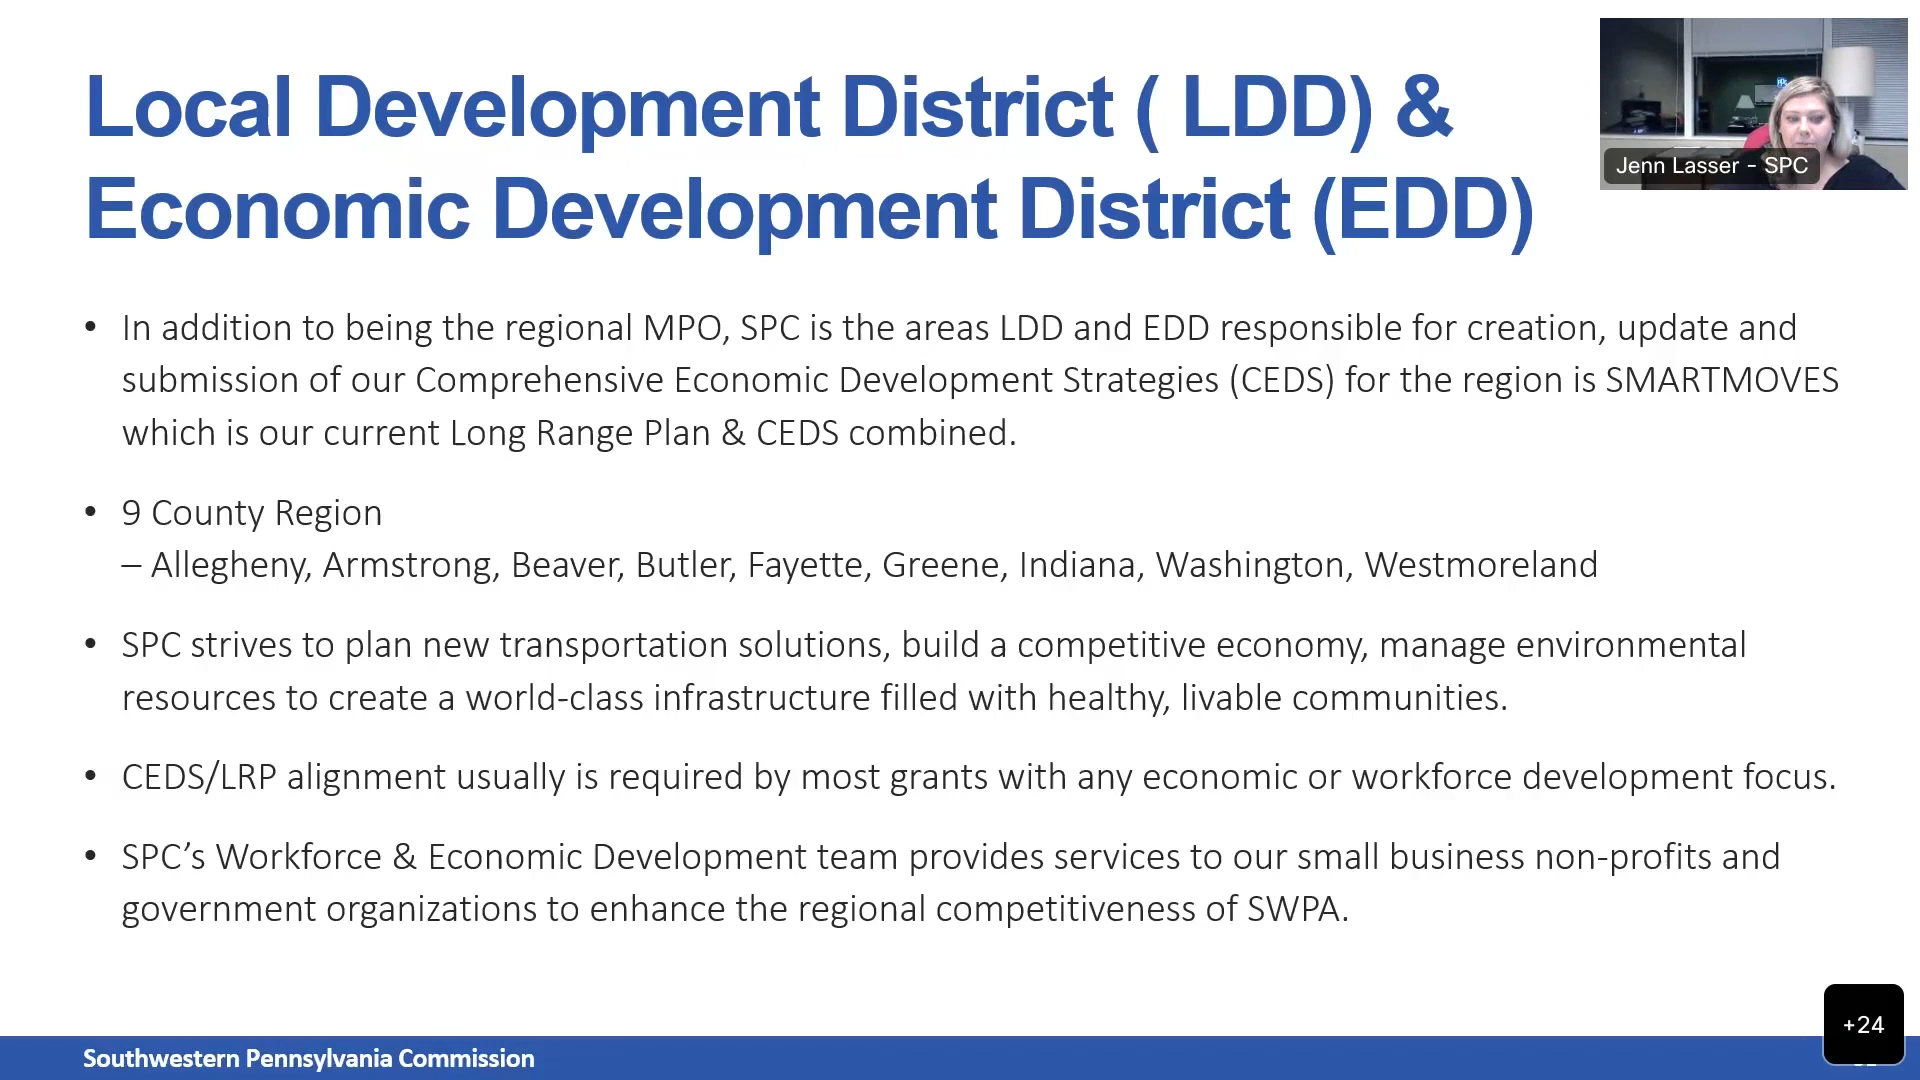 Local Development District ( LDD) &
Economic Development District (EDD)
Jenn Lasser - SPC
• In addition to being the regional MPO, SPC is the areas LDD and EDD responsible for creation, update and
submission of our Comprehensive Economic Development Strategies (CEDS) for the region is SMARTMOVES
which is our current Long Range Plan & CEDS combined.
• 9 County Region
– Allegheny, Armstrong, Beaver, Butler, Fayette, Greene, Indiana, Washington, Westmoreland
• SPC strives to plan new transportation solutions, build a competitive economy, manage environmental
resources to create a world-class infrastructure filled with healthy, livable communities.
• CEDS/LRP alignment usually is required by most grants with any economic or workforce development focus.
• SPC’s Workforce & Economic Development team provides services to our small business non-profits and
government organizations to enhance the regional competitiveness of SWPA.
+24
Southwestern Pennsylvania Commission